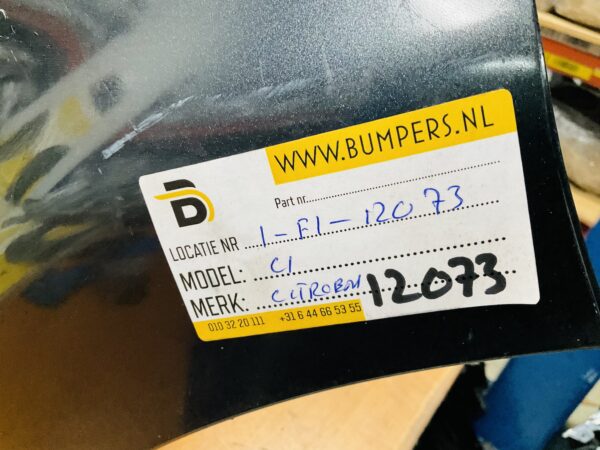 WWW.BUMPERS.NL
B
Part nr.
LOCATIE NR 1-F1-12073
MODEL: C1
MERK: CITROEN 12073
010 32 20 111 +31 6 44 66 53 55